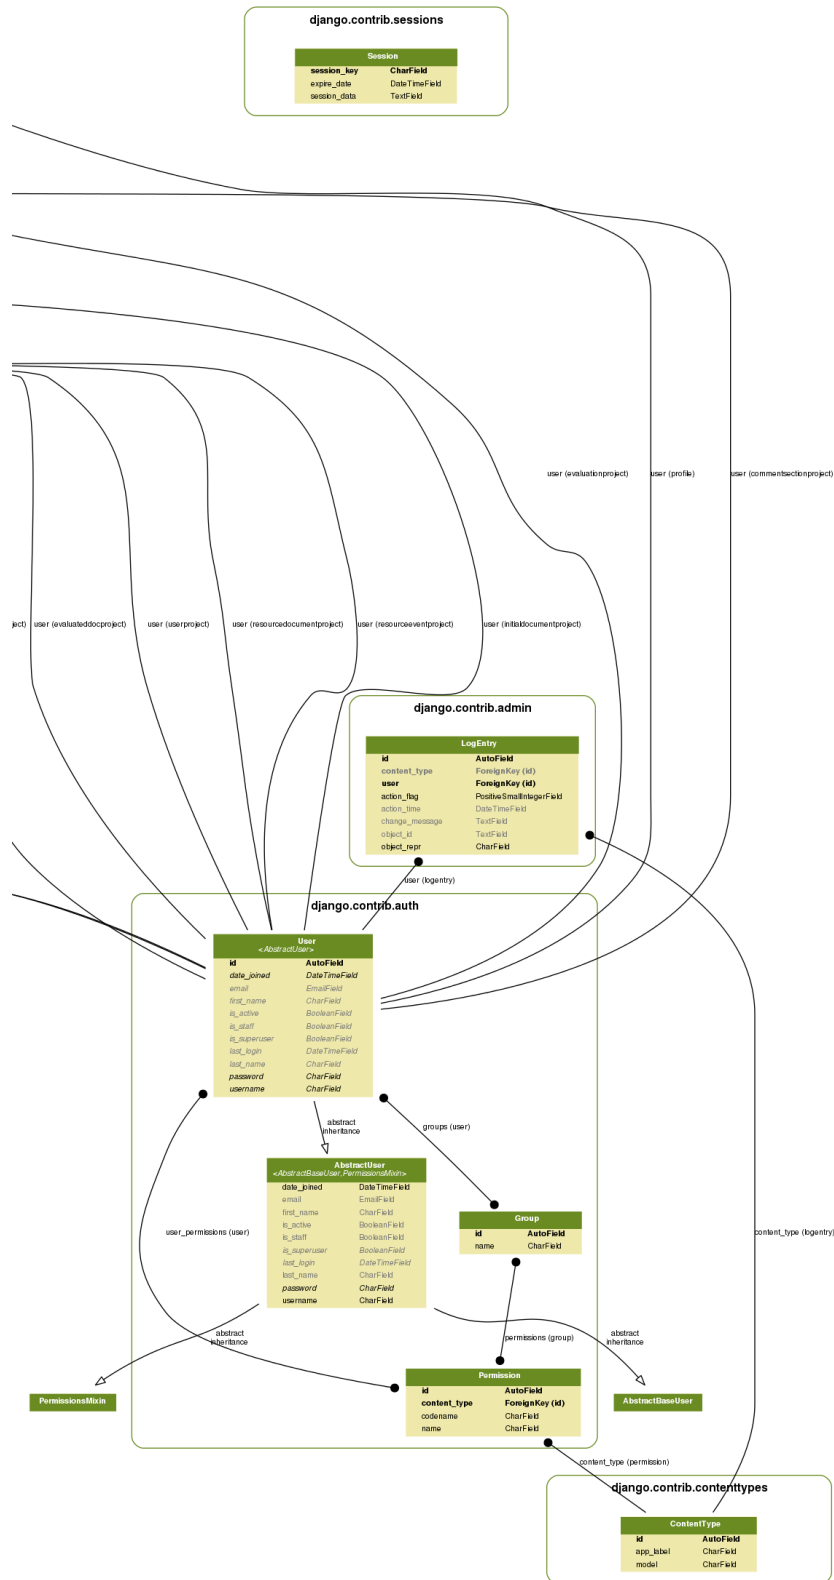 django.contrib.sessions
Session
session_key CharField
expire_date DateTimeField
session_data TextField
user (evaluationproject)
user (profile)
user (commentsectionproject)
ject)
user (evaluateddocproject)
user (userproject)
user (resourcedocumentproject)
user (resourceeventproject)
user (initialdocumentproject)
django.contrib.admin
LogEntry
id AutoField
content_type ForeignKey (id)
user ForeignKey (id)
action_flag PositiveSmallIntegerField
action_time DateTimeField
change_message TextField
object_id TextField
object_repr CharField
user (logentry)
django.contrib.auth
User
<AbstractUser>
id AutoField
date_joined DateTimeField
email EmailField
first_name CharField
is_active BooleanField
is_staff BooleanField
is_superuser BooleanField
last_login DateTimeField
last_name CharField
password CharField
username CharField
abstract
inheritance
groups (user)
AbstractUser
<AbstractBaseUser,PermissionsMixin>
date_joined DateTimeField
email EmailField
first_name CharField
is_active BooleanField
is_staff BooleanField
is_superuser BooleanField
last_login DateTimeField
last_name CharField
password CharField
username CharField
Group
id AutoField
name CharField
user_permissions (user)
content_type (logentry)
abstract
inheritance
permissions (group)
abstract
inheritance
PermissionsMixin
Permission
id AutoField
content_type ForeignKey (id)
codename CharField
name CharField
AbstractBaseUser
content_type (permission)
django.contrib.contenttypes
ContentType
id AutoField
app_label CharField
model CharField